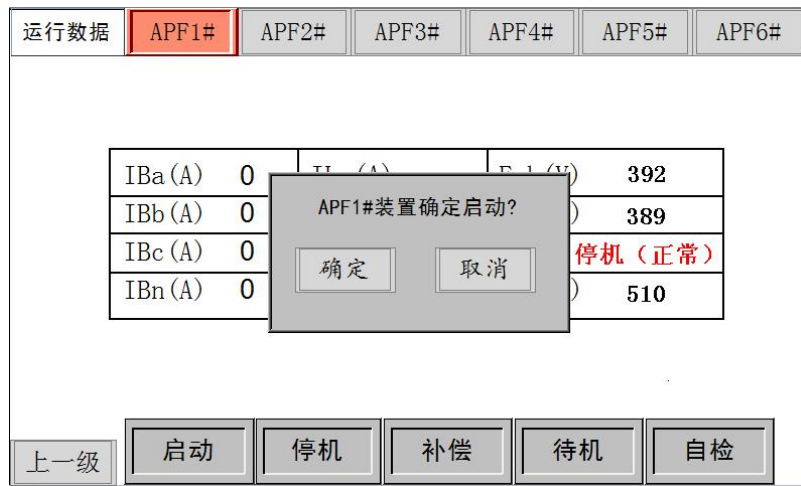 运行数据 APF1# APF2# APF3# APF4# APF5# APF6#
IBa(A) 0 392
IBb(A) 0 389
IBc(A) 0 停机（正常）
IBn(A) 0 510
APF1#装置确定启动?
确定 取消
上一级 启动 停机 补偿 待机 自检